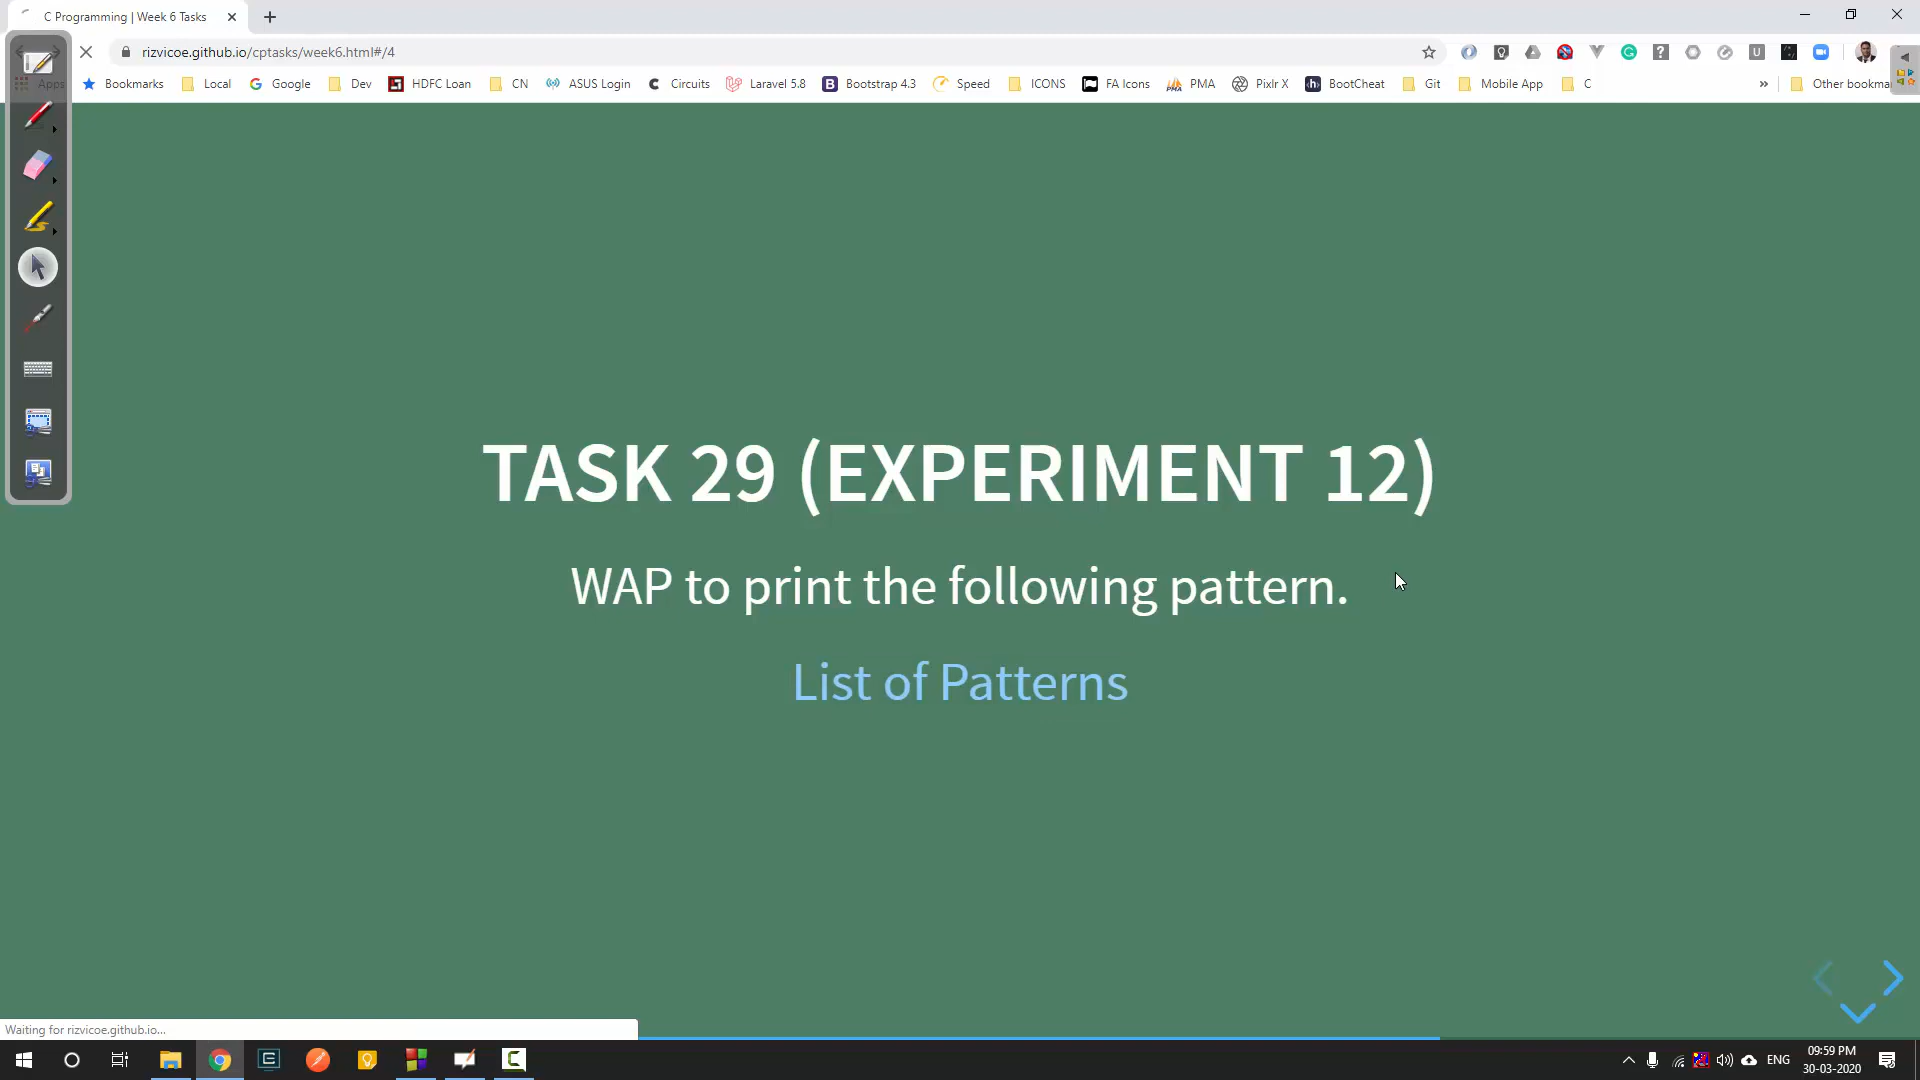 C Programming | Week 6 Tasks
rizvicoe.github.io/cptasks/week6.html#/4
Apps Bookmarks Local Google Dev HDFC Loan CN ASUS Login Circuits Laravel 5.8 Bootstrap 4.3 Speed ICONS FA Icons PMA Pixlr X BootCheat Git Mobile App C » Other bookma
TASK 29 (EXPERIMENT 12)
WAP to print the following pattern.
List of Patterns
Waiting for rizvicoe.github.io...
ENG
09:59 PM
30-03-2020